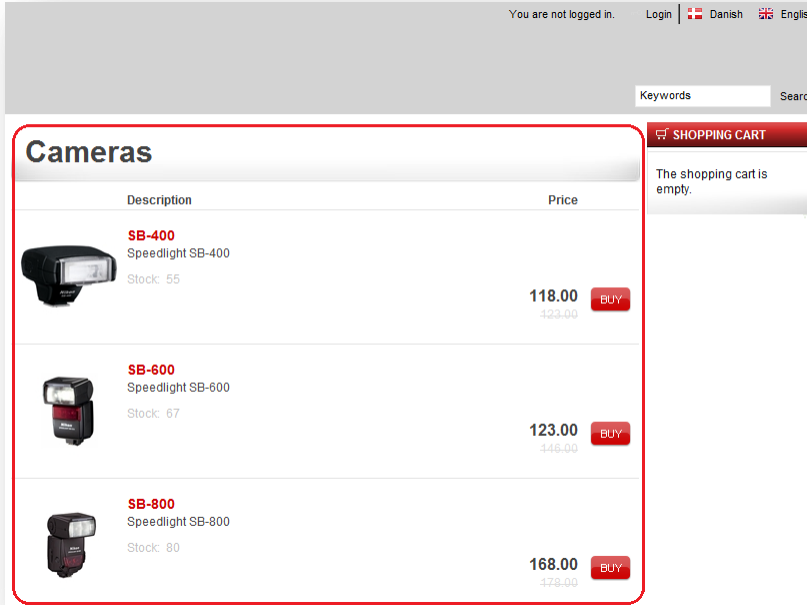 You are not logged in. Login Danish Englis
Keywords Searc
SHOPPING CART
The shopping cart is
empty.
Cameras
Description Price
SB-400
Speedlight SB-400
Stock: 55
118.00 BUY
123.00
SB-600
Speedlight SB-600
Stock: 67
123.00 BUY
146.00
SB-800
Speedlight SB-800
Stock: 80
168.00 BUY
178.00